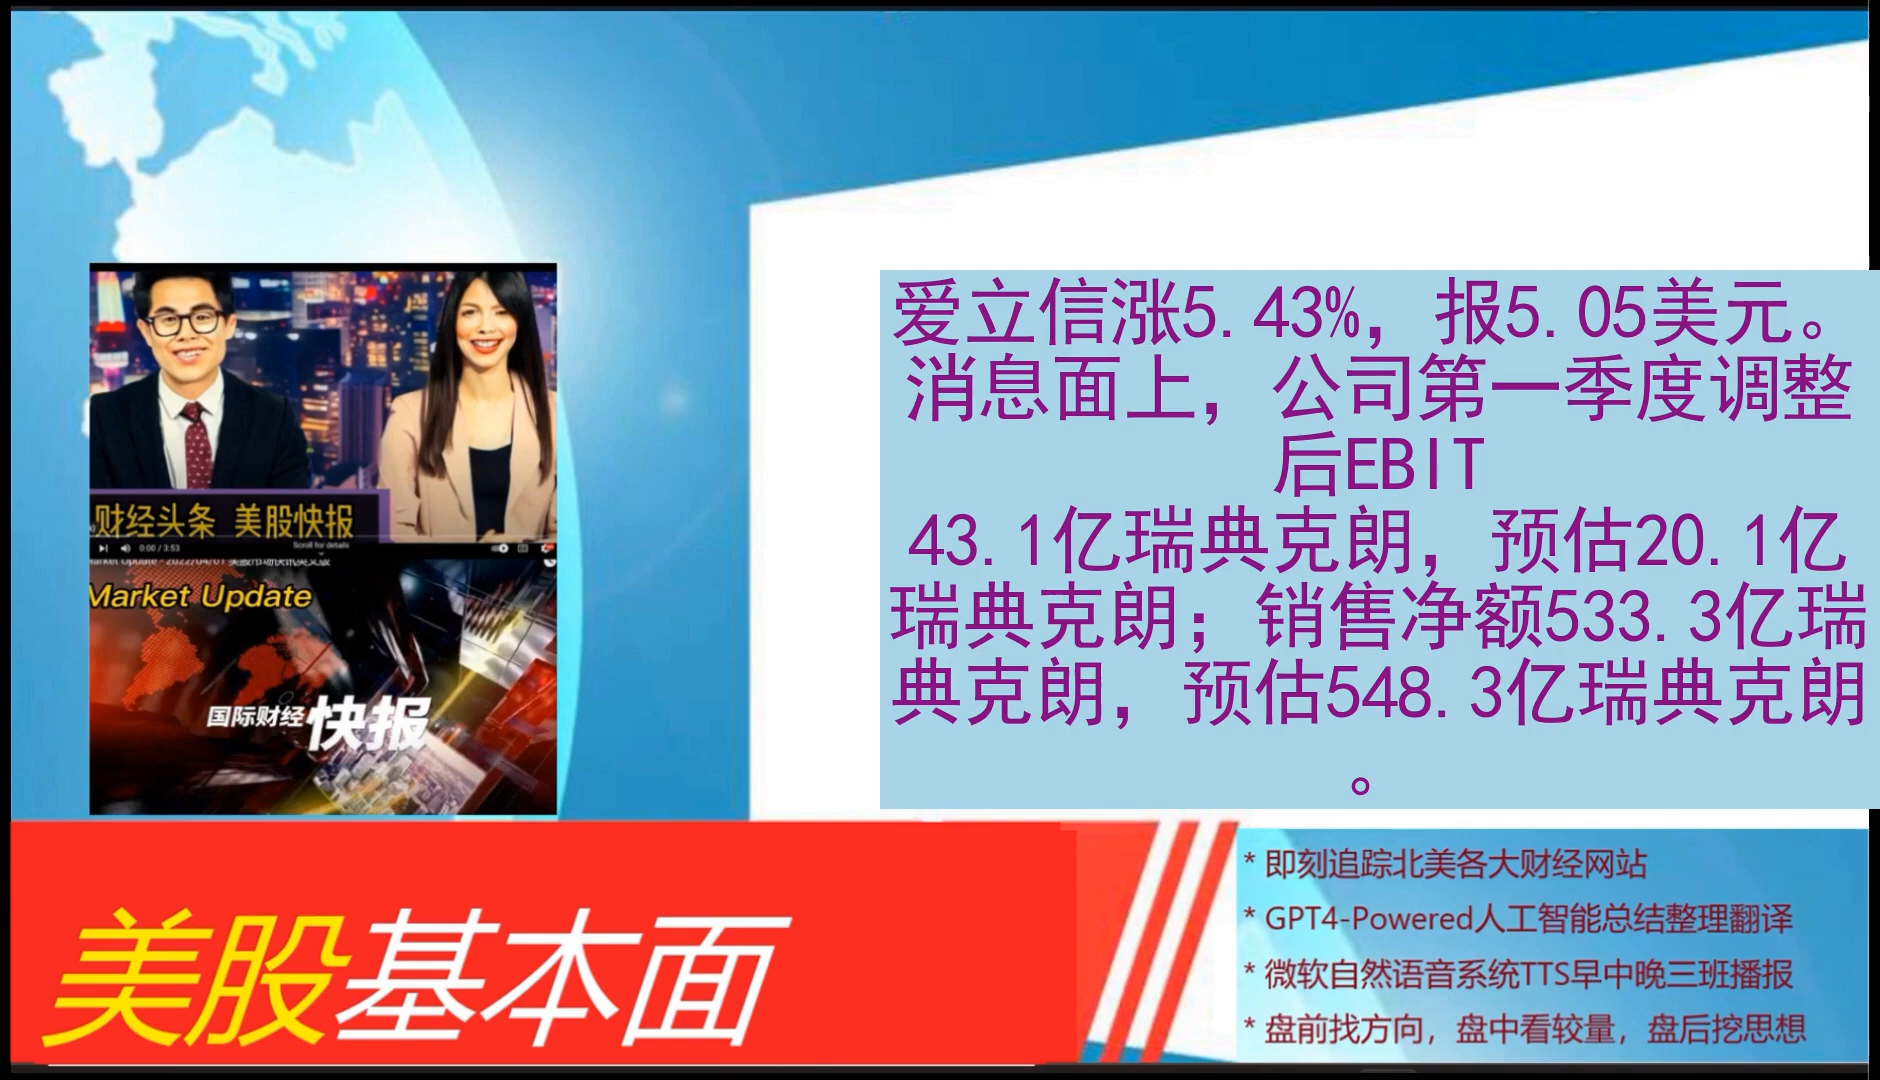 爱立信涨5.43%，报5.05美元。
消息面上，公司第一季度调整
后EBIT
43.1亿瑞典克朗，预估20.1亿
瑞典克朗；销售净额533.3亿瑞
典克朗，预估548.3亿瑞典克朗
。
财经头条 美股快报
0:00 / 3:53
Scroll for details
Market Update
国际财经快报
美股基本面
* 即刻追踪北美各大财经网站
* GPT4-Powered人工智能总结整理翻译
* 微软自然语音系统TTS早中晚三班播报
* 盘前找方向，盘中看较量，盘后挖思想